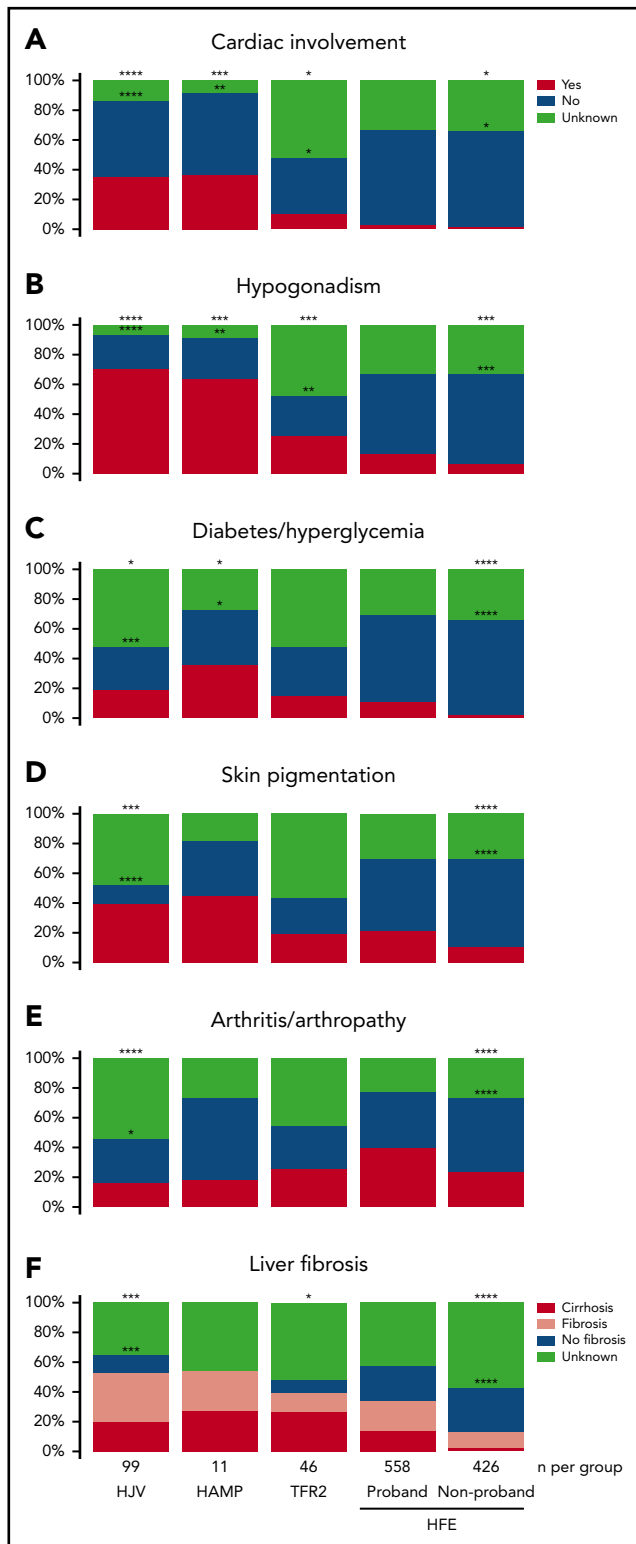 A Cardiac involvement
**** *** * *
100%
80%
60%
40%
20%
0%
**** ** * *
Yes
No
Unknown
B Hypogonadism
**** *** *** ***
100%
80%
60%
40%
20%
0%
**** ** ** ***
C Diabetes/hyperglycemia
* * ****
100%
80%
60%
40%
20%
0%
*** * ****
D Skin pigmentation
*** ****
100%
80%
60%
40%
20%
0%
**** ****
E Arthritis/arthropathy
**** ****
100%
80%
60%
40%
20%
0%
* ****
F Liver fibrosis
*** * ****
100%
80%
60%
40%
20%
0%
*** ****
Cirrhosis
Fibrosis
No fibrosis
Unknown
99 11 46 558 426 n per group
HJV HAMP TFR2 Proband Non-proband
HFE